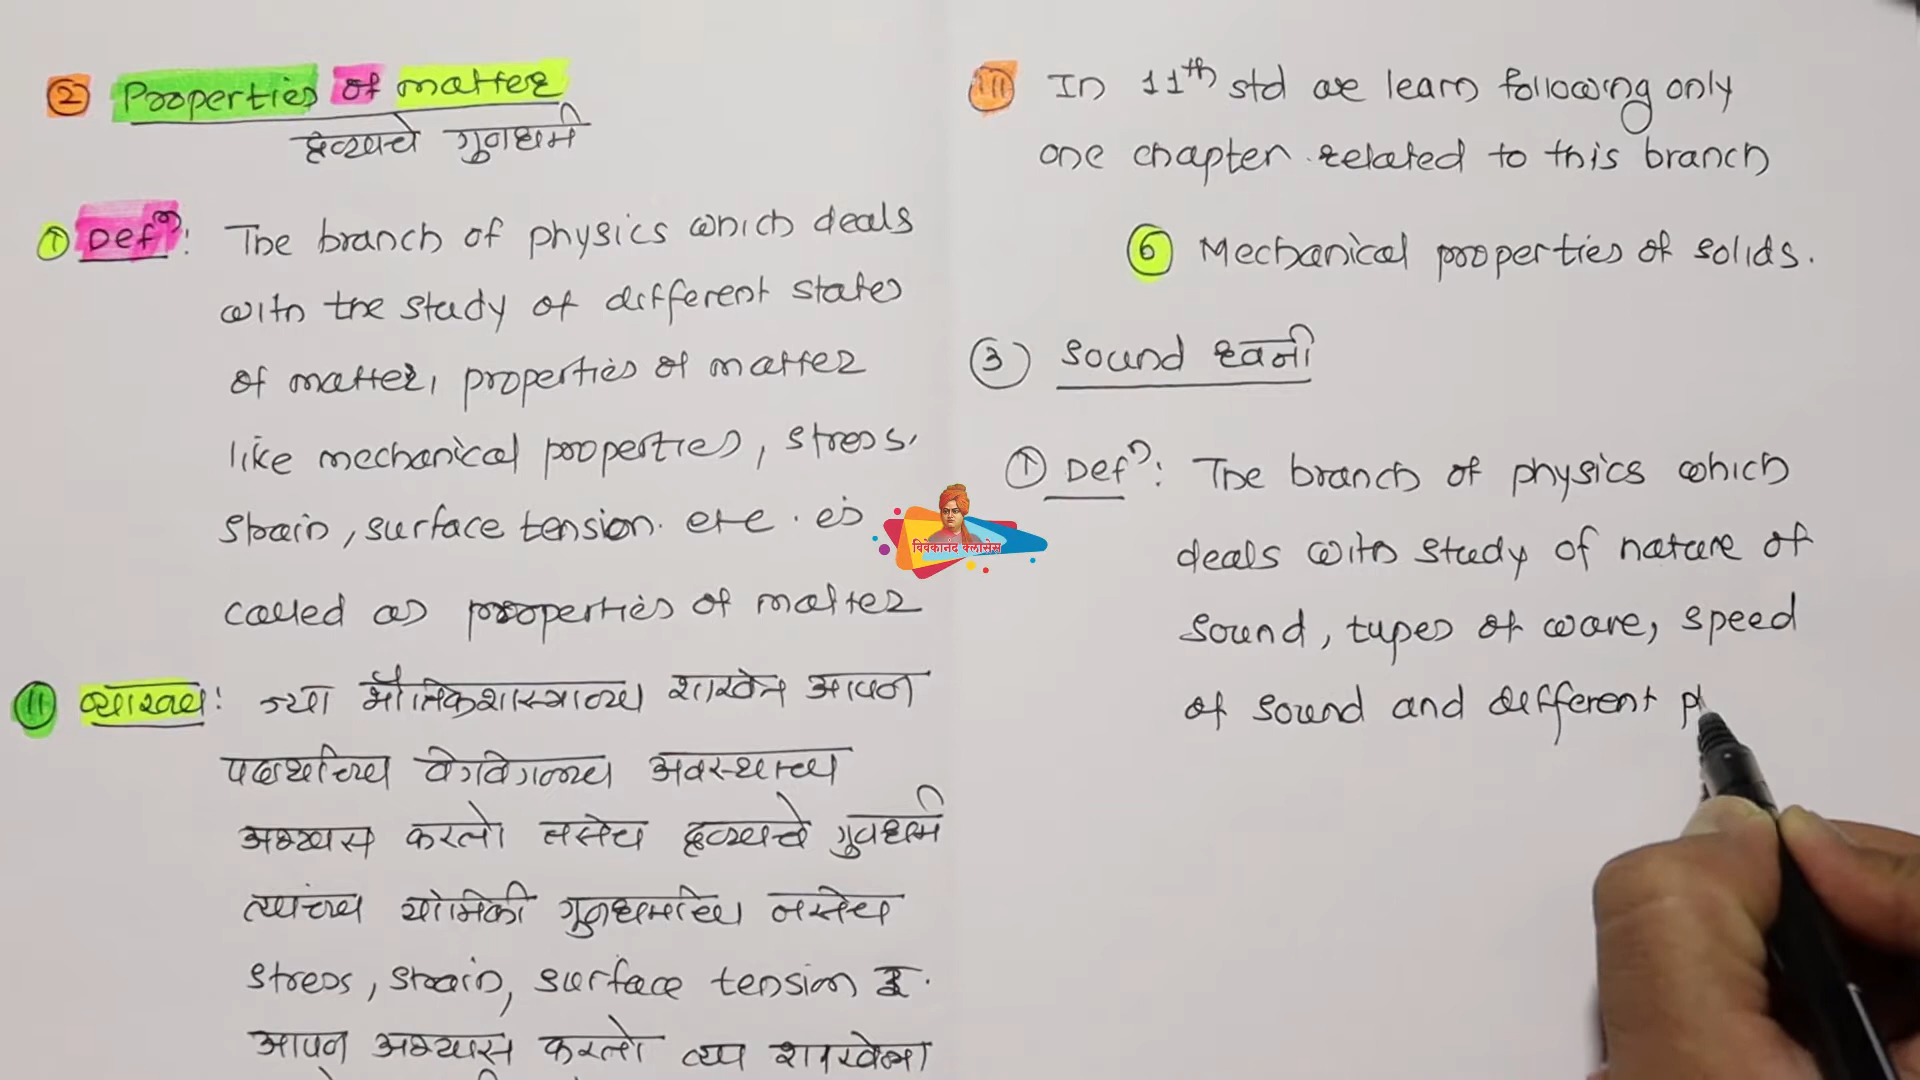 ② Properties of matter
द्रव्याचे गुणधर्म
① Defⁿ: The branch of physics which deals
with the study of different states
of matter, properties of matter
like mechanical properties, stress,
strain, surface tension. etc. is
called as properties of matter
॥ व्याख्या: ज्या भौतिकशास्त्राच्या शाखेत आपन
पदार्थाच्या वेगवेगळ्या अवस्थाच्या
अभ्यास करतो तसेच द्रव्याचे गुणधर्म
त्यांच्या यांत्रिकी गुणधर्माचा तसेच
stress, strain, surface tension इ.
आपन अभ्यास करतो त्या शाखेला
III In 11th std we learn following only
one chapter related to this branch
⑥ Mechanical properties of solids.
③ Sound ध्वनी
① Defⁿ: The branch of physics which
deals with study of nature of
sound, types of wave, speed
of sound and different p
विवेकानंद क्लासेस